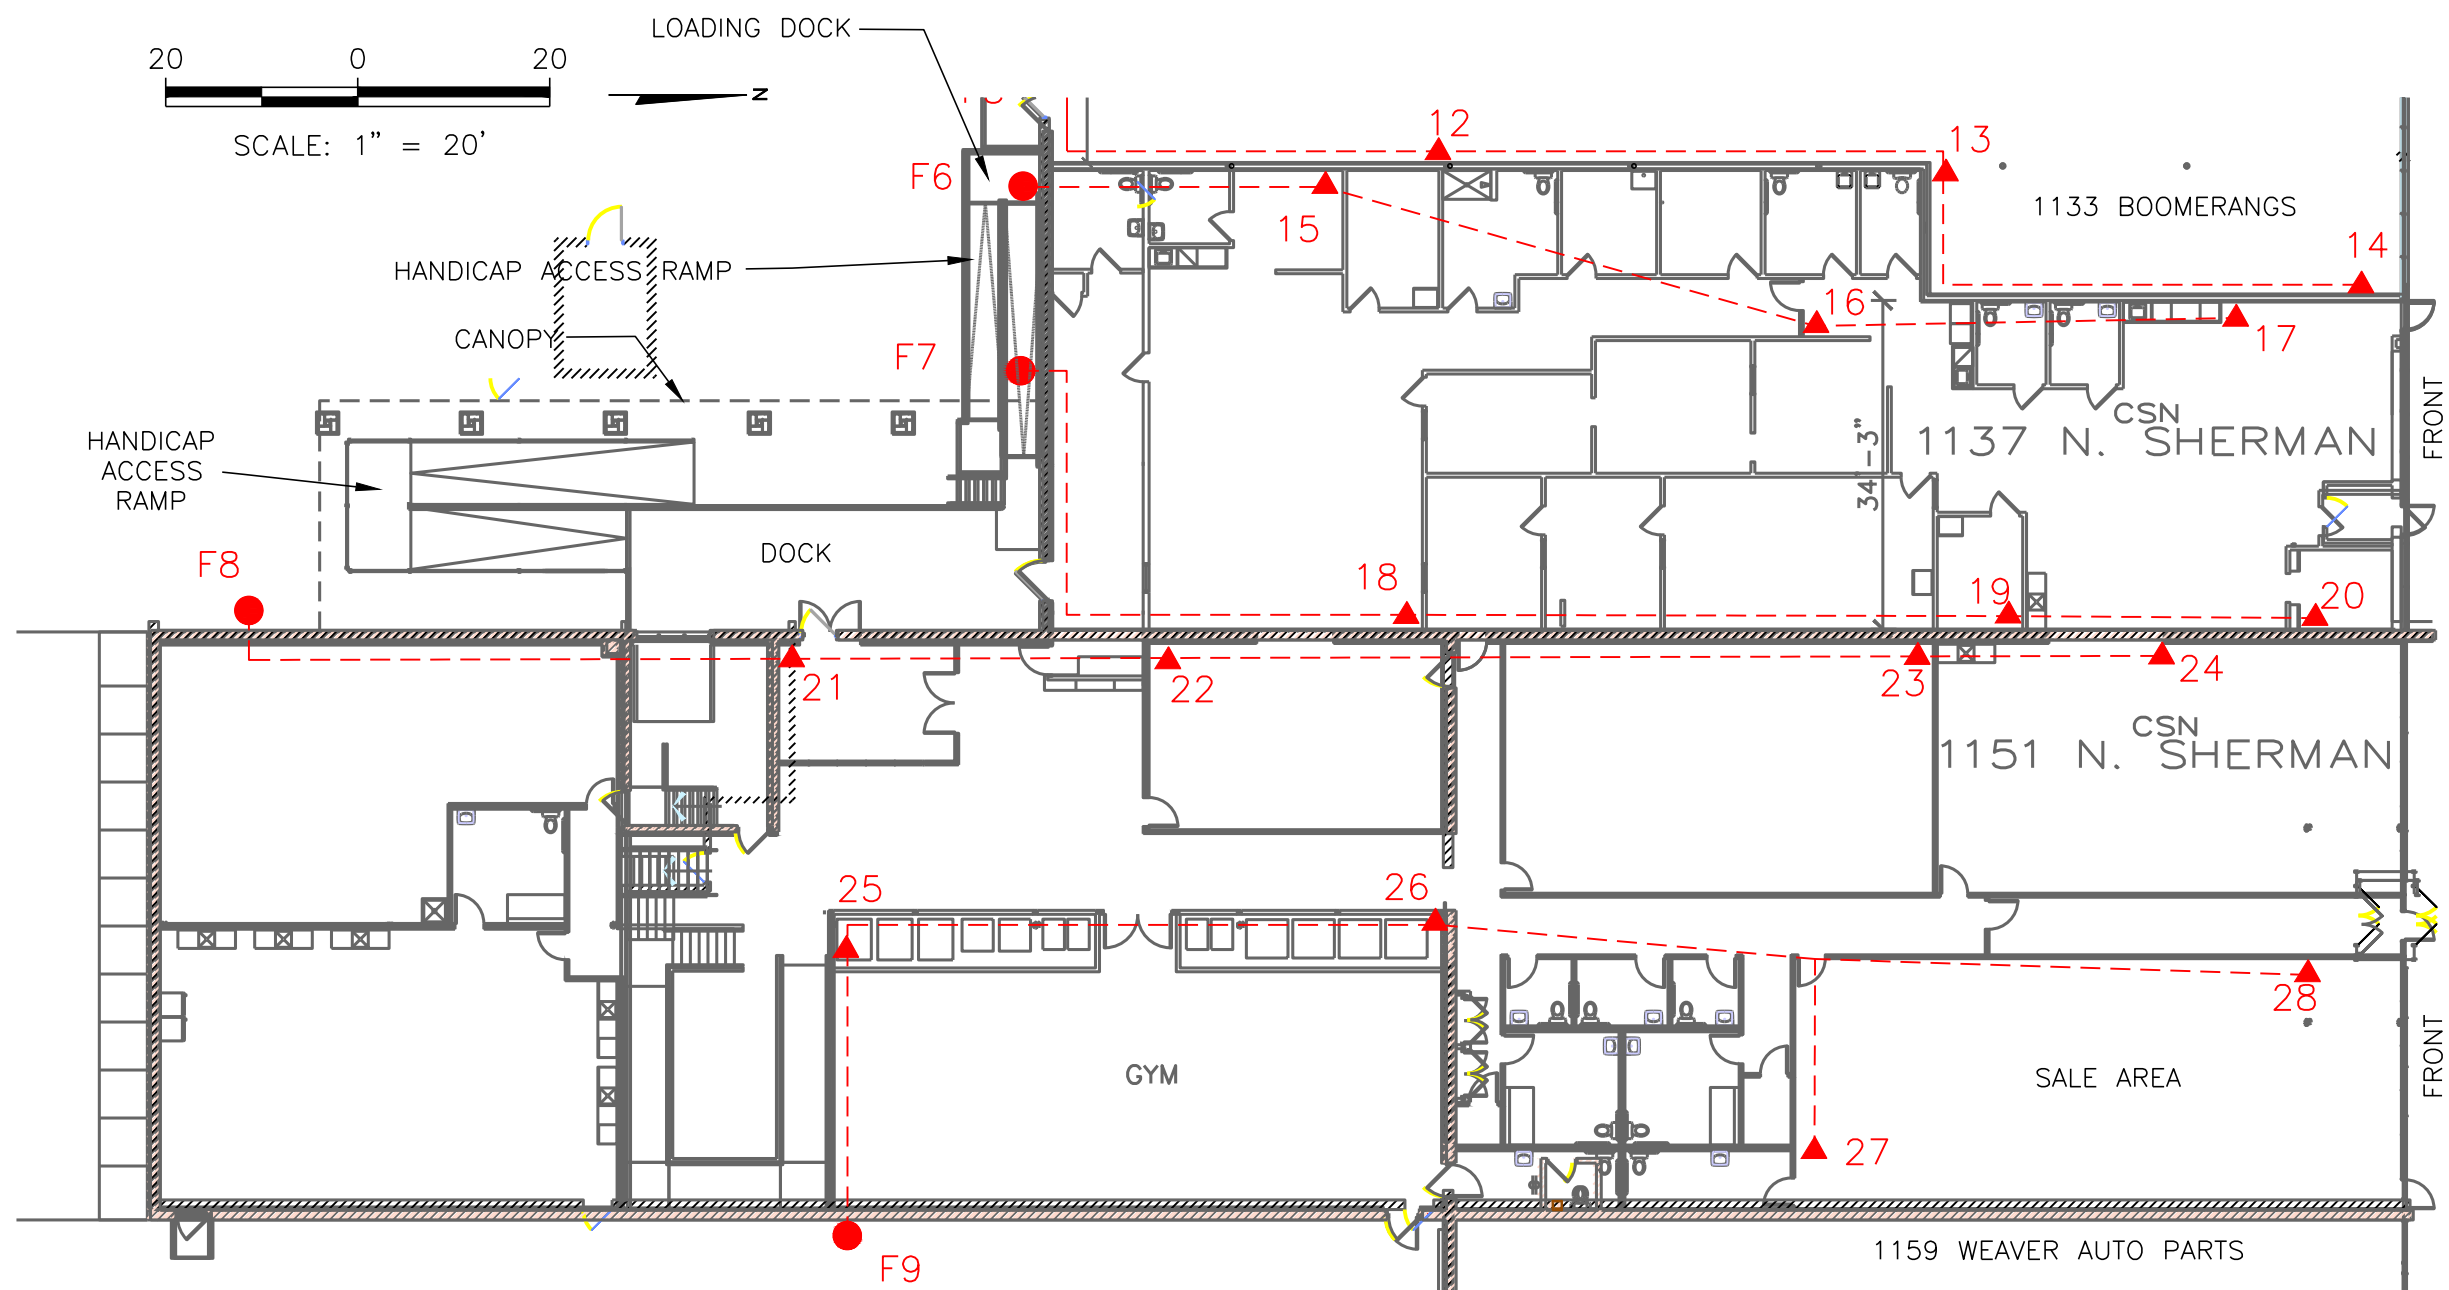 LOADING DOCK
20 0 20
N
SCALE: 1" = 20'
12
13
F6
1133 BOOMERANGS
15
14
HANDICAP ACCESS RAMP
16
17
CANOPY
F7
FRONT
CSN
1137 N. SHERMAN
34'-3"
HANDICAP
ACCESS
RAMP
DOCK
F8
18
19
20
21
22
23
24
CSN
1151 N. SHERMAN
25
26
28
FRONT
GYM
SALE AREA
27
1159 WEAVER AUTO PARTS
F9